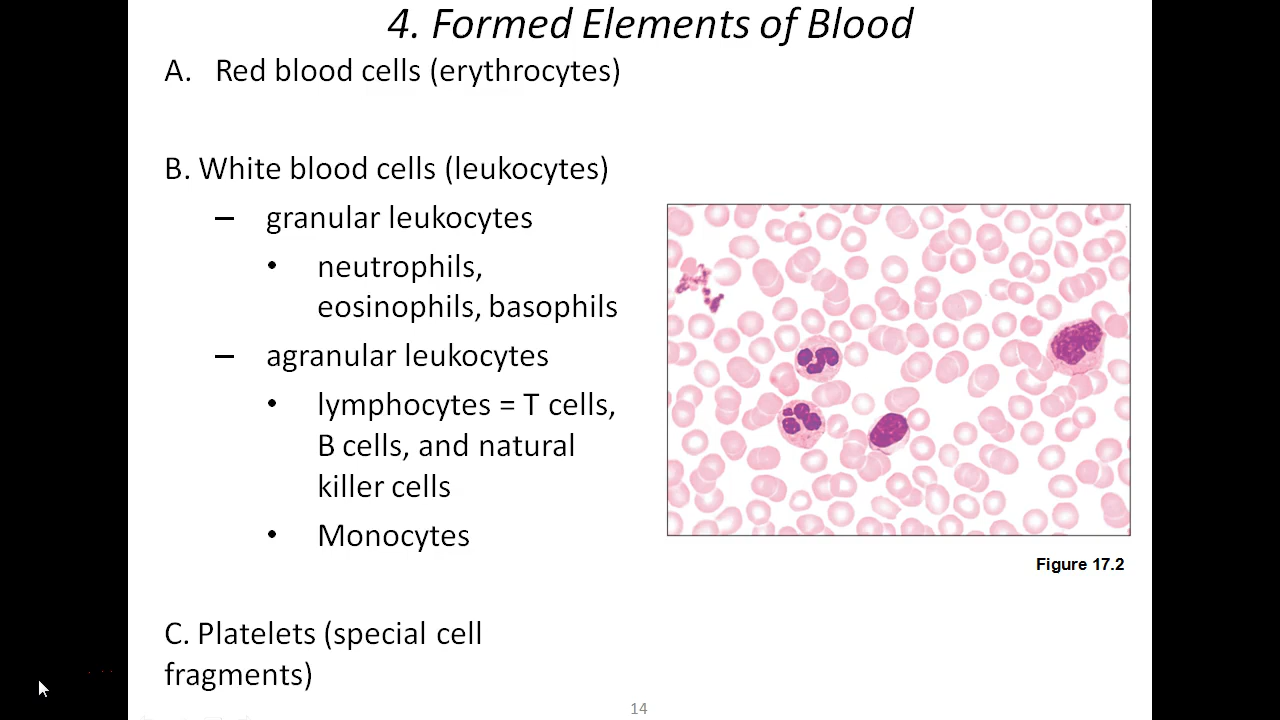 4. Formed Elements of Blood
A. Red blood cells (erythrocytes)
B. White blood cells (leukocytes)
– granular leukocytes
• neutrophils,
eosinophils, basophils
– agranular leukocytes
• lymphocytes = T cells,
B cells, and natural
killer cells
• Monocytes
Figure 17.2
C. Platelets (special cell
fragments)
14